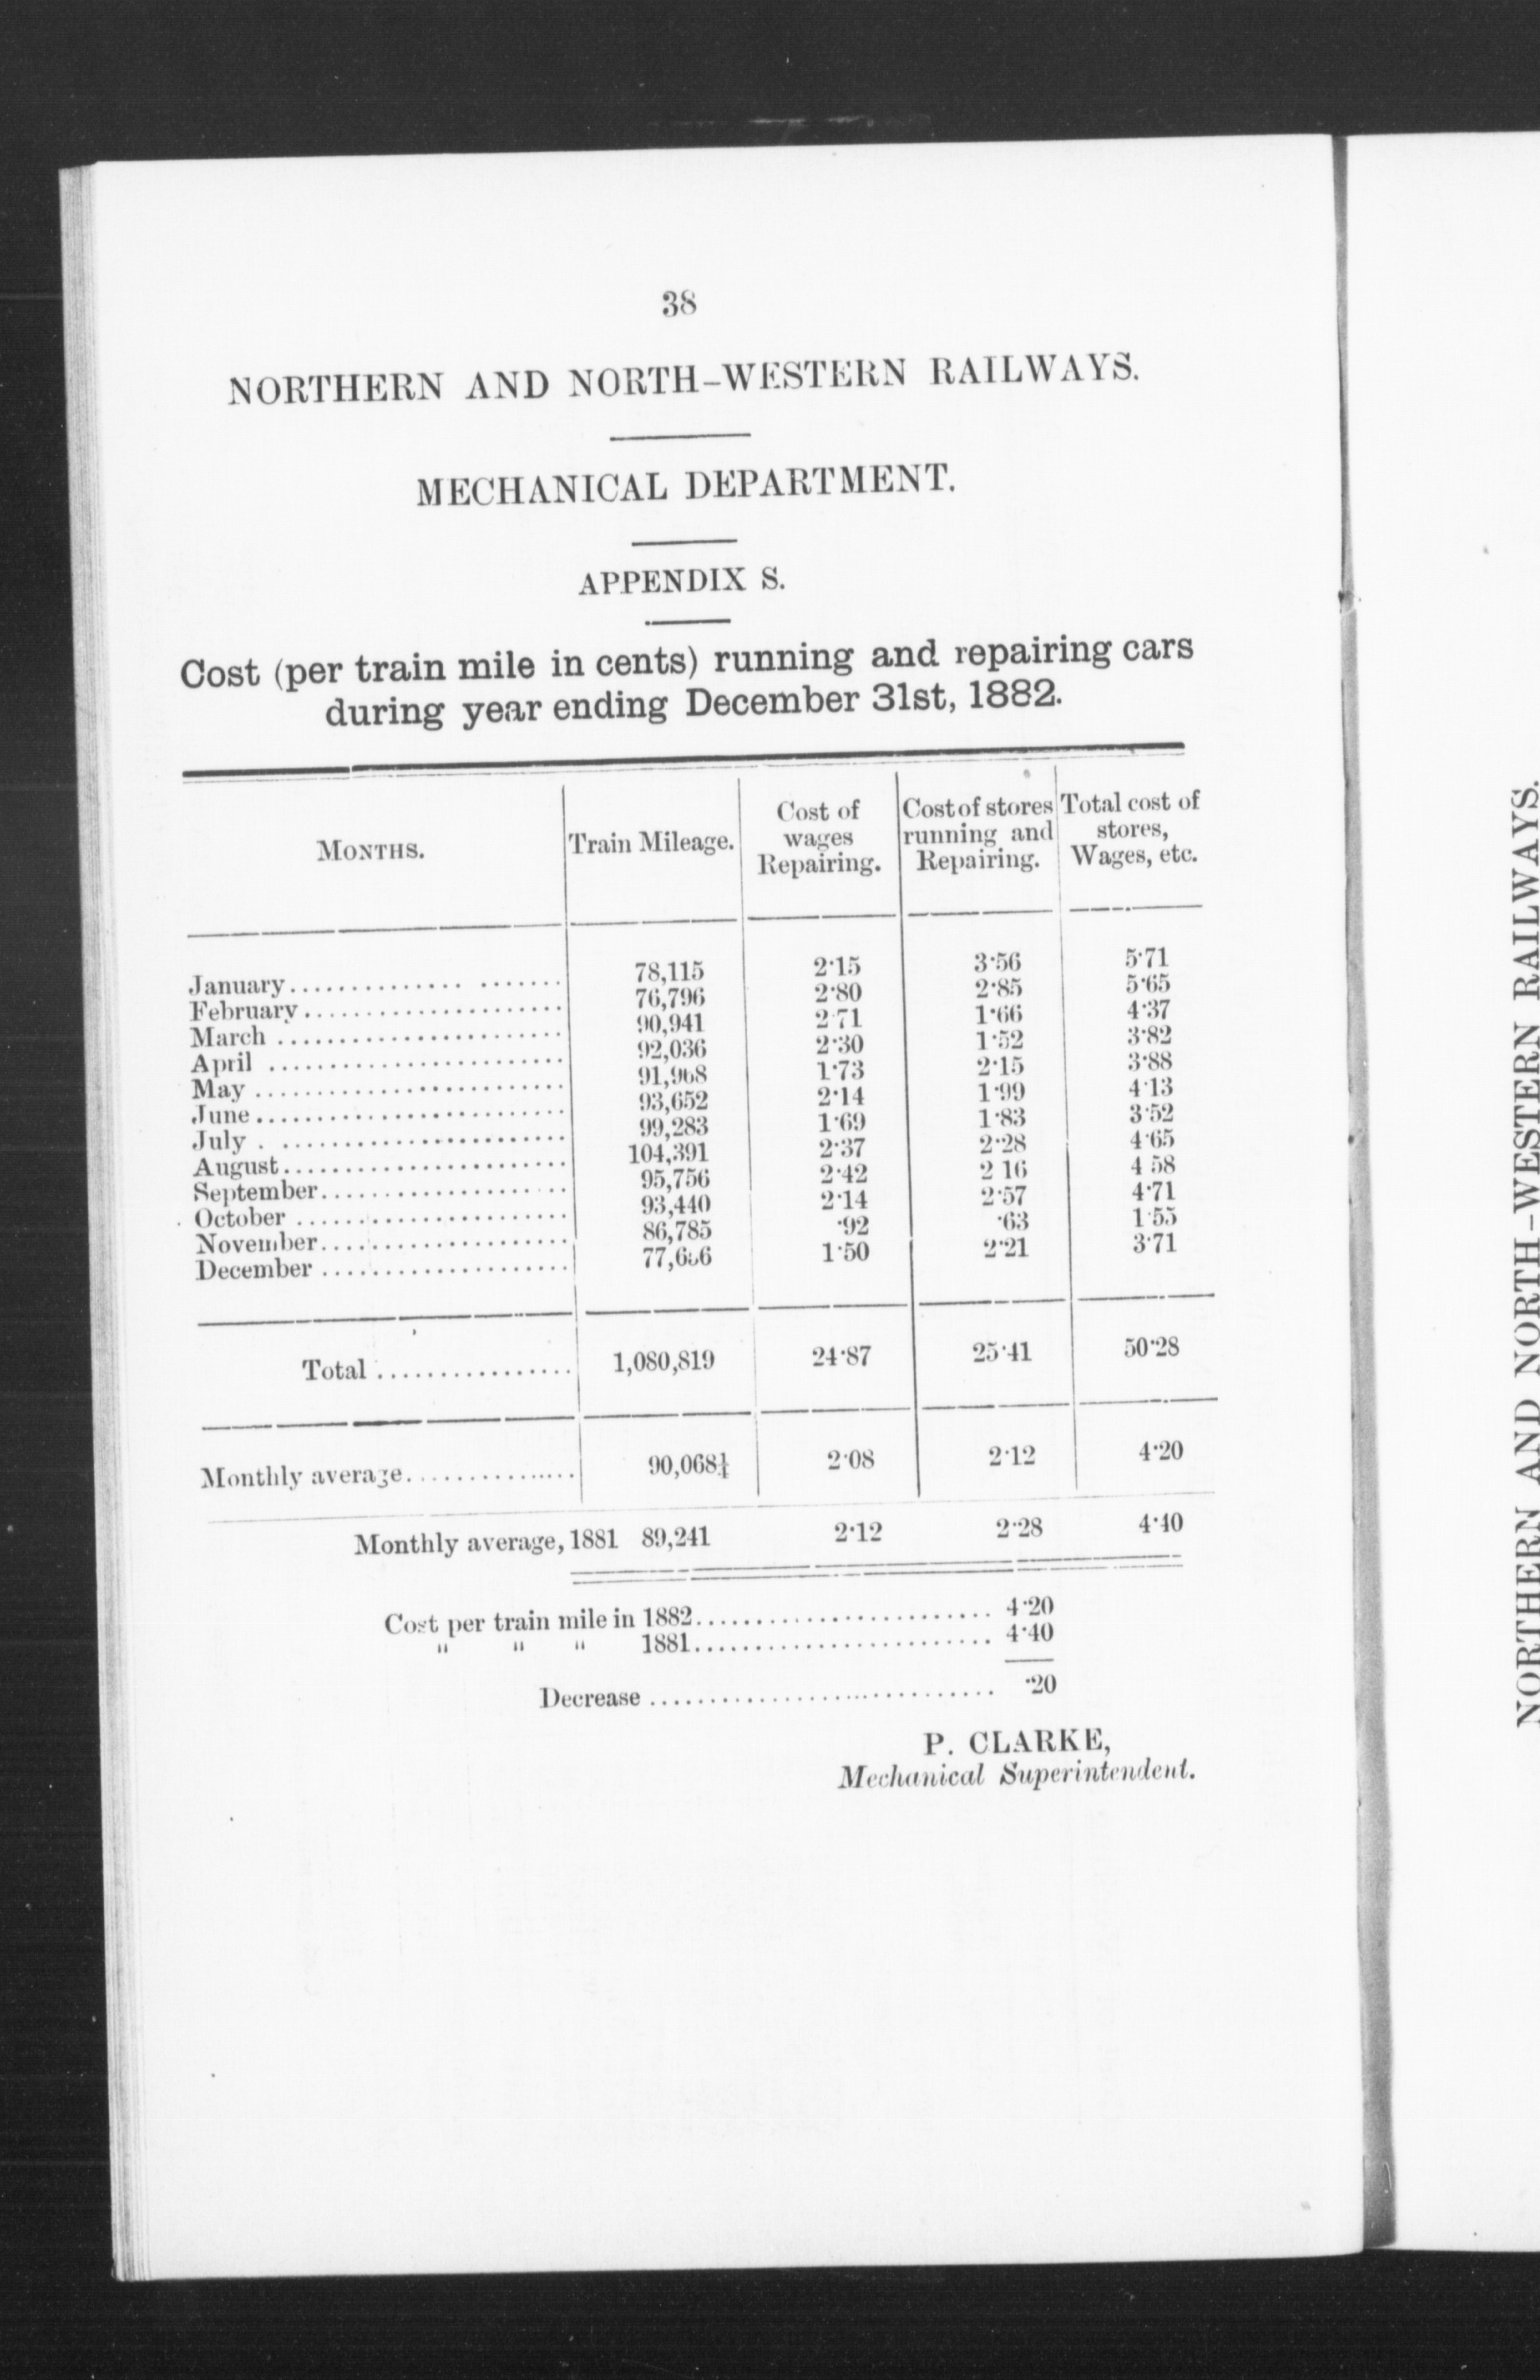 38
NORTHERN AND NORTH-WESTERN RAILWAYS.
MECHANICAL DEPARTMENT.
APPENDIX S.
Cost (per train mile in cents) running and repairing cars
during year ending December 31st, 1882.
MONTHS. Train Mileage. Cost of wages Repairing. Cost of stores running and Repairing. Total cost of stores, Wages, etc.
January.............. ....... 78,115 2·15 3·56 5·71
February...................... 76,796 2·80 2·85 5·65
March ........................ 90,941 2 71 1·66 4·37
April ......................... 92,036 2·30 1·52 3·82
May .......................... 91,968 1·73 2·15 3·88
June.......................... 93,652 2·14 1·99 4·13
July . ........................ 99,283 1·69 1·83 3·52
August........................ 104,391 2·37 2·28 4·65
September..................... 95,756 2·42 2 16 4 58
October ....................... 93,440 2·14 2·57 4·71
November..................... 86,785 ·92 ·63 1·55
December ..................... 77,656 1·50 2·21 3·71
Total ................ 1,080,819 24·87 25·41 50·28
Monthly average.............. 90,068¼ 2·08 2·12 4·20
Monthly average, 1881 89,241 2·12 2·28 4·40
Cost per train mile in 1882......................... 4·20
" " " 1881......................... 4·40
Decrease ............................. ·20
P. CLARKE,
Mechanical Superintendent.
NORTHERN AND NORTH-WESTERN RAILWAYS.